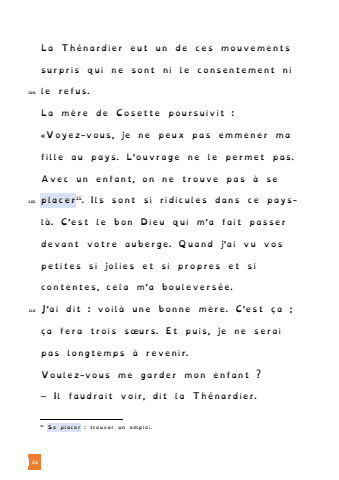 La Thénardier eut un de ces mouvements
surpris qui ne sont ni le consentement ni
le refus.
La mère de Cosette poursuivit :
«Voyez-vous, je ne peux pas emmener ma
fille au pays. L'ouvrage ne le permet pas.
Avec un enfant, on ne trouve pas à se
placer¹⁵. Ils sont si ridicules dans ce pays-
là. C'est le bon Dieu qui m'a fait passer
devant votre auberge. Quand j'ai vu vos
petites si jolies et si propres et si
contentes, cela m'a bouleversée.
J'ai dit : voilà une bonne mère. C'est ça ;
ça fera trois sœurs. Et puis, je ne serai
pas longtemps à revenir.
Voulez-vous me garder mon enfant ?
– Il faudrait voir, dit la Thénardier.
Se placer : trouver un emploi.